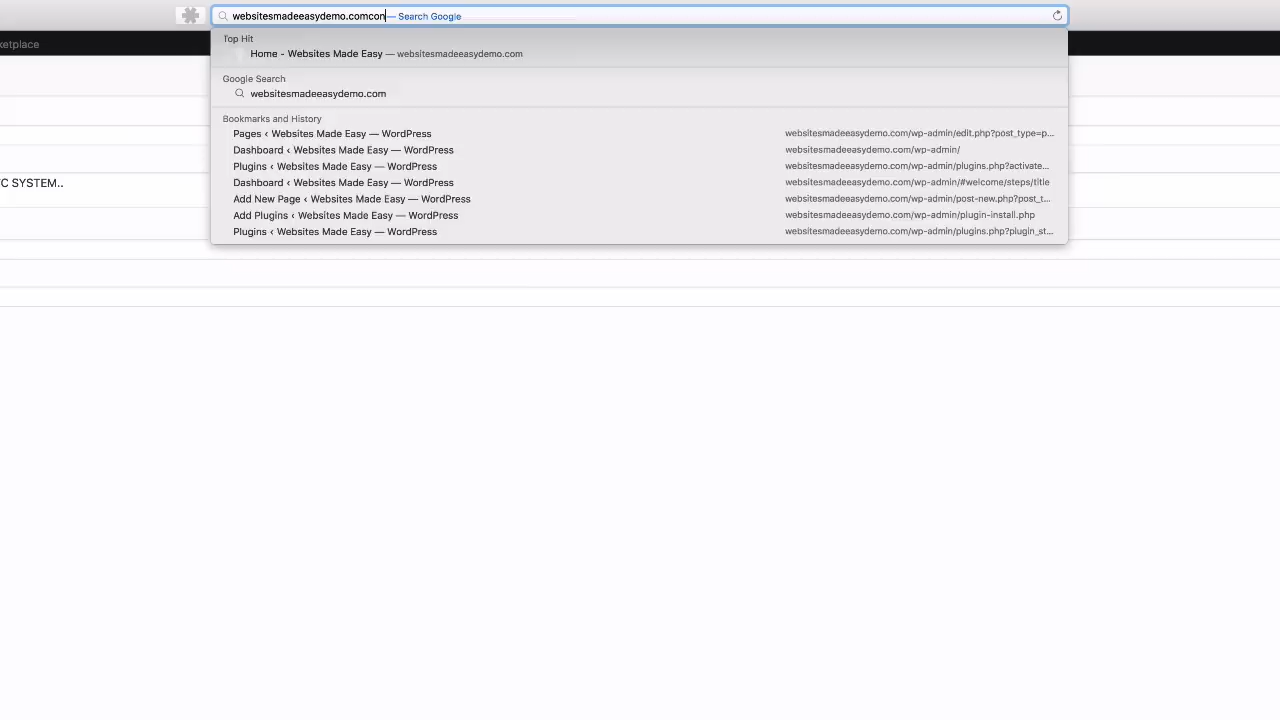 websitesmadeeasydemo.comcon — Search Google
ketplace
Top Hit
Home - Websites Made Easy — websitesmadeeasydemo.com
Google Search
websitesmadeeasydemo.com
Bookmarks and History
Pages ‹ Websites Made Easy — WordPress websitesmadeeasydemo.com/wp-admin/edit.php?post_type=p...
Dashboard ‹ Websites Made Easy — WordPress websitesmadeeasydemo.com/wp-admin/
Plugins ‹ Websites Made Easy — WordPress websitesmadeeasydemo.com/wp-admin/plugins.php?activate...
C SYSTEM.. Dashboard ‹ Websites Made Easy — WordPress websitesmadeeasydemo.com/wp-admin/#welcome/steps/title
Add New Page ‹ Websites Made Easy — WordPress websitesmadeeasydemo.com/wp-admin/post-new.php?post_t...
Add Plugins ‹ Websites Made Easy — WordPress websitesmadeeasydemo.com/wp-admin/plugin-install.php
Plugins ‹ Websites Made Easy — WordPress websitesmadeeasydemo.com/wp-admin/plugins.php?plugin_st...